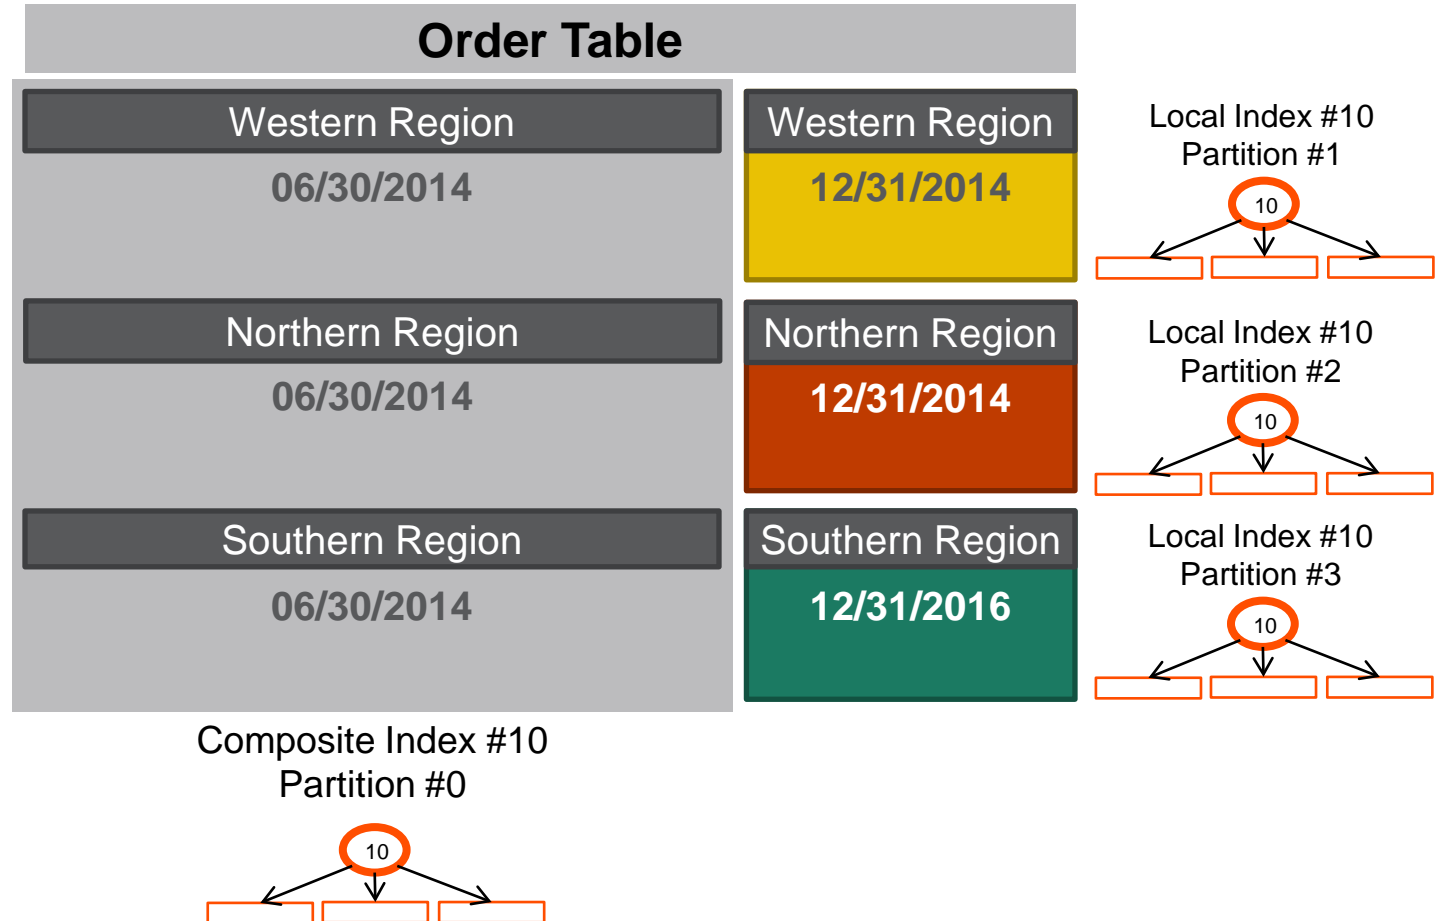 Order Table
Western Region
06/30/2014
Western Region
12/31/2014
Local Index #10
Partition #1
10
Northern Region
06/30/2014
Northern Region
12/31/2014
Local Index #10
Partition #2
10
Southern Region
06/30/2014
Southern Region
12/31/2016
Local Index #10
Partition #3
10
Composite Index #10
Partition #0
10